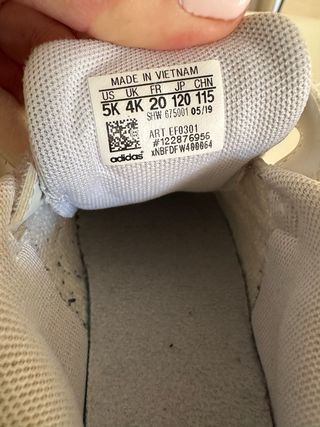 MADE IN VIETNAM
US UK FR JP CHN
5K 4K 20 120 115
SHW 675001 05/19
ART EF0301
#122876956
xNBFDFW400064
adidas